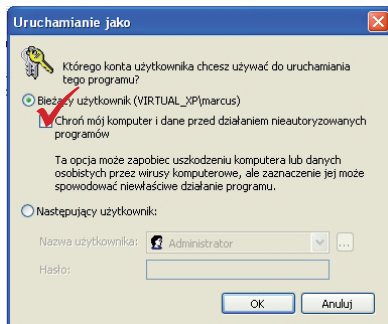 Uruchamianie jako
Którego konta użytkownika chcesz używać do uruchamiania
tego programu?
Bieżący użytkownik (VIRTUAL_XP\marcus)
Chroń mój komputer i dane przed działaniem nieautoryzowanych
programów
Ta opcja może zapobiec uszkodzeniu komputera lub danych
osobistych przez wirusy komputerowe, ale zaznaczenie jej może
spowodować niewłaściwe działanie programu.
Następujący użytkownik:
Nazwa użytkownika: Administrator ...
Hasło:
OK Anuluj